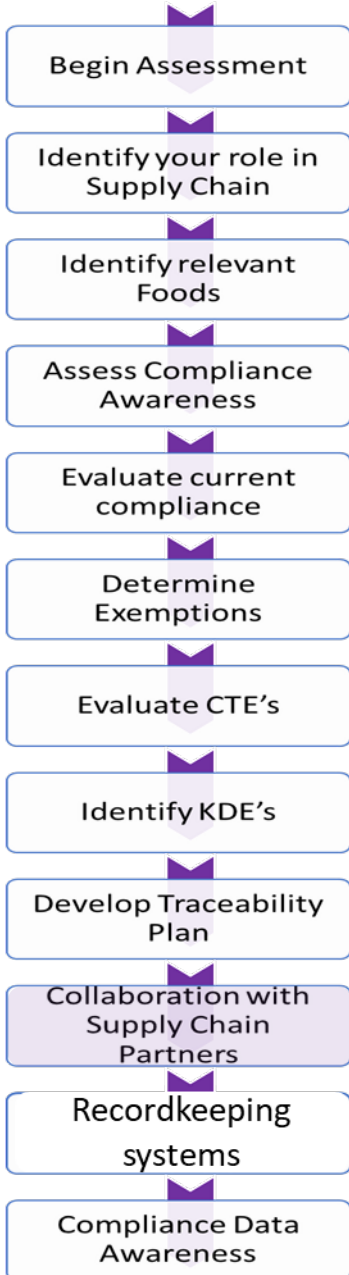 Begin Assessment
Identify your role in
Supply Chain
Identify relevant
Foods
Assess Compliance
Awareness
Evaluate current
compliance
Determine
Exemptions
Evaluate CTE's
Identify KDE's
Develop Traceability
Plan
Collaboration with
Supply Chain
Partners
Recordkeeping
systems
Compliance Data
Awareness